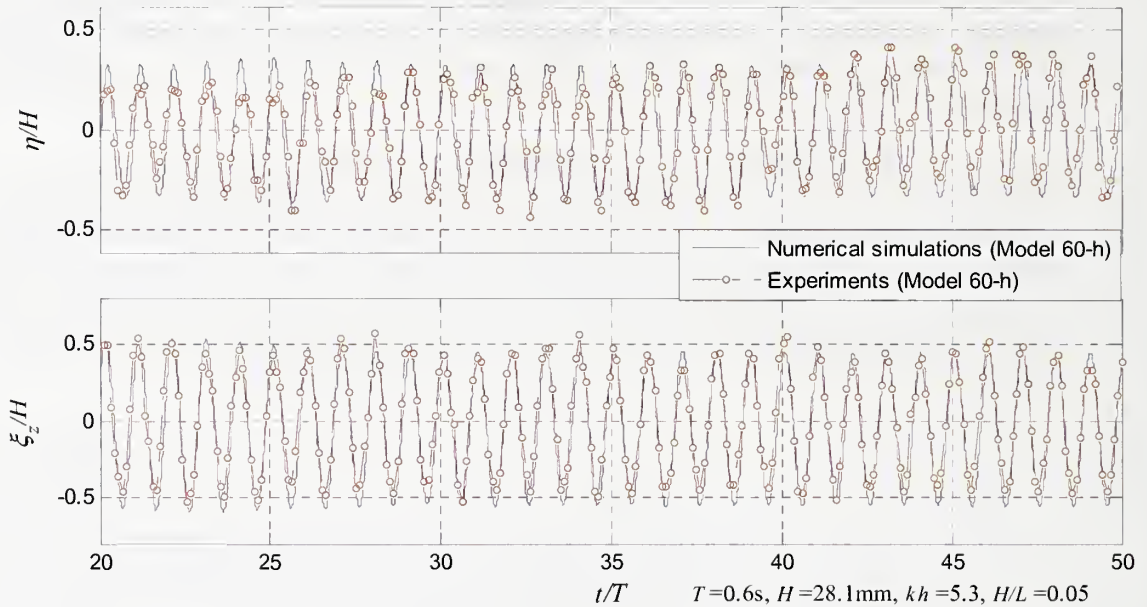 0.5
η/H
0
-0.5
Numerical simulations (Model 60-h)
Experiments (Model 60-h)
0.5
ξz/H
0
-0.5
20 25 30 35 40 45 50
t/T
T=0.6s, H=28.1mm, kh=5.3, H/L=0.05